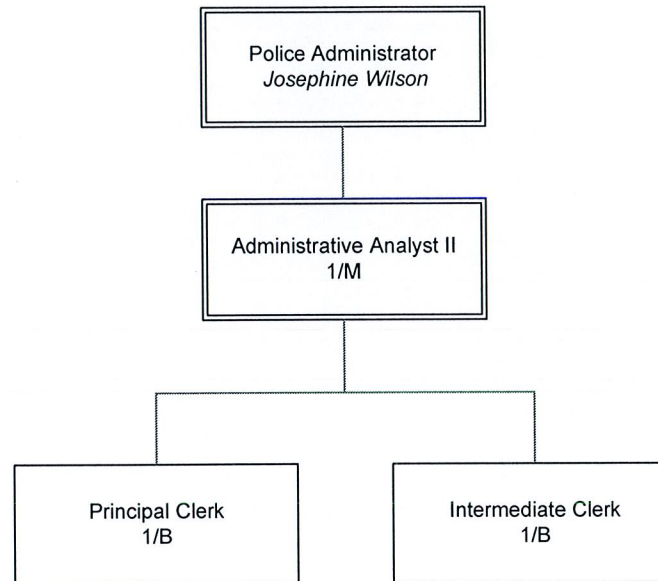 Police Administrator
Josephine Wilson
Administrative Analyst II
1/M
Principal Clerk
1/B
Intermediate Clerk
1/B